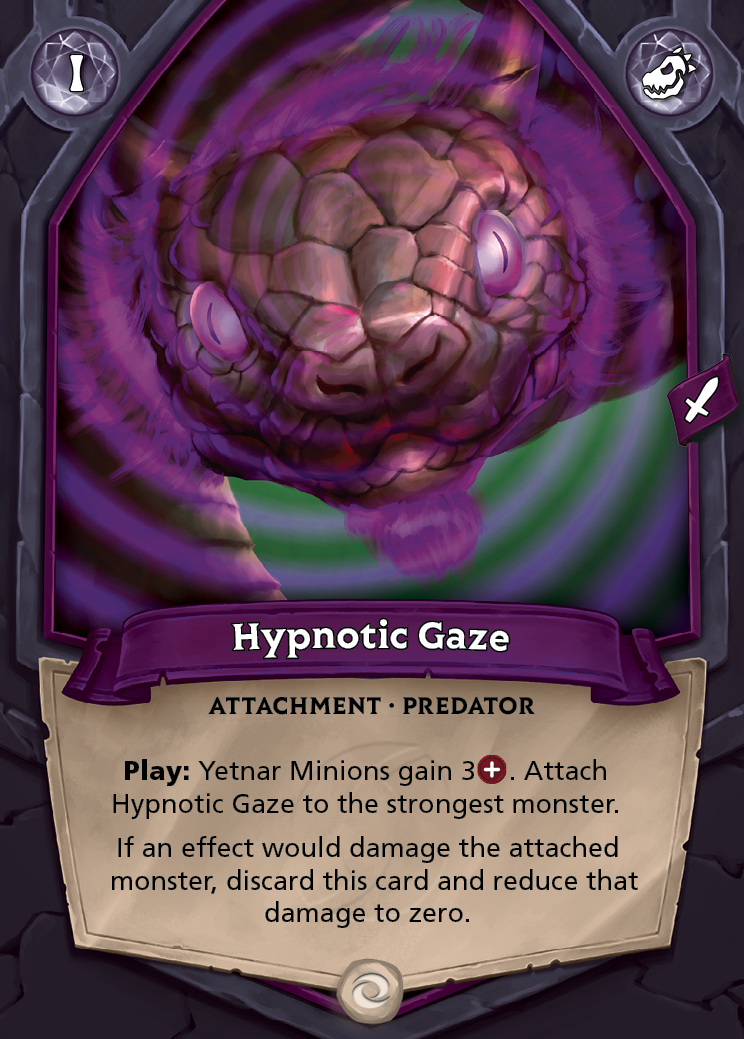 I
Hypnotic Gaze
ATTACHMENT • PREDATOR
Play: Yetnar Minions gain 3+. Attach
Hypnotic Gaze to the strongest monster.
If an effect would damage the attached
monster, discard this card and reduce that
damage to zero.